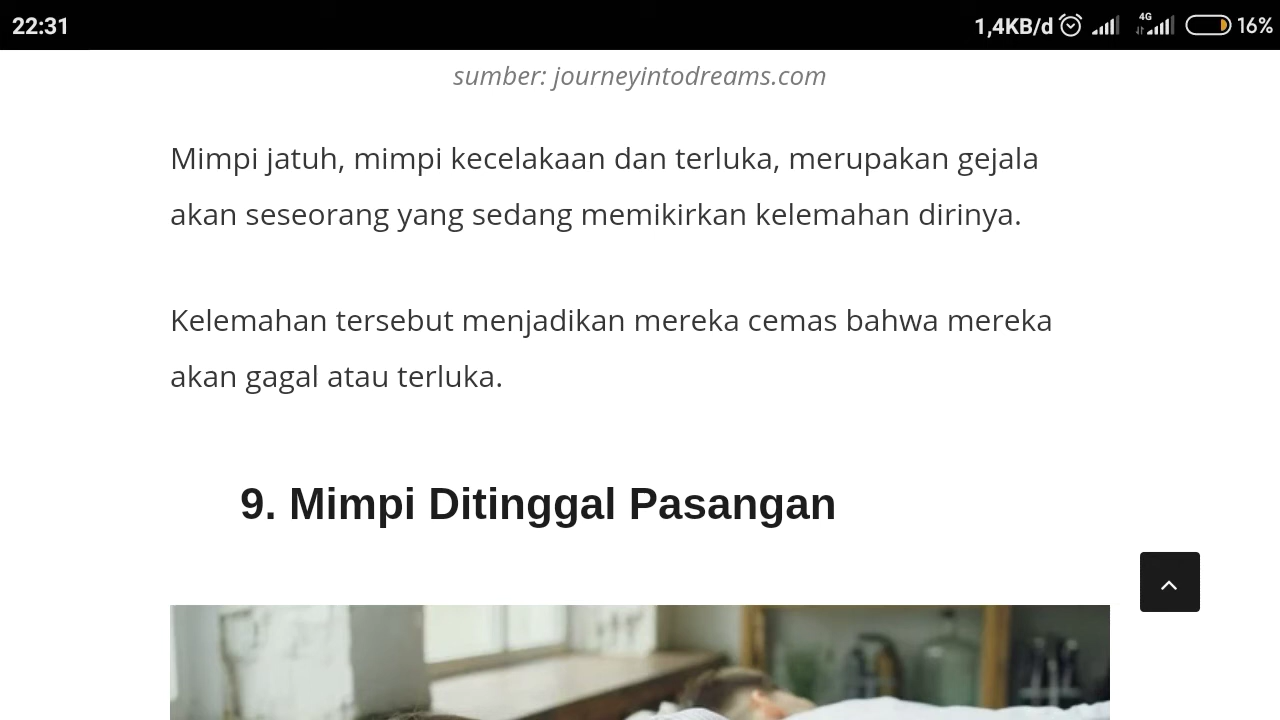 22:31 1,4KB/d 4G 16%
sumber: journeyintodreams.com
Mimpi jatuh, mimpi kecelakaan dan terluka, merupakan gejala
akan seseorang yang sedang memikirkan kelemahan dirinya.
Kelemahan tersebut menjadikan mereka cemas bahwa mereka
akan gagal atau terluka.
9. Mimpi Ditinggal Pasangan